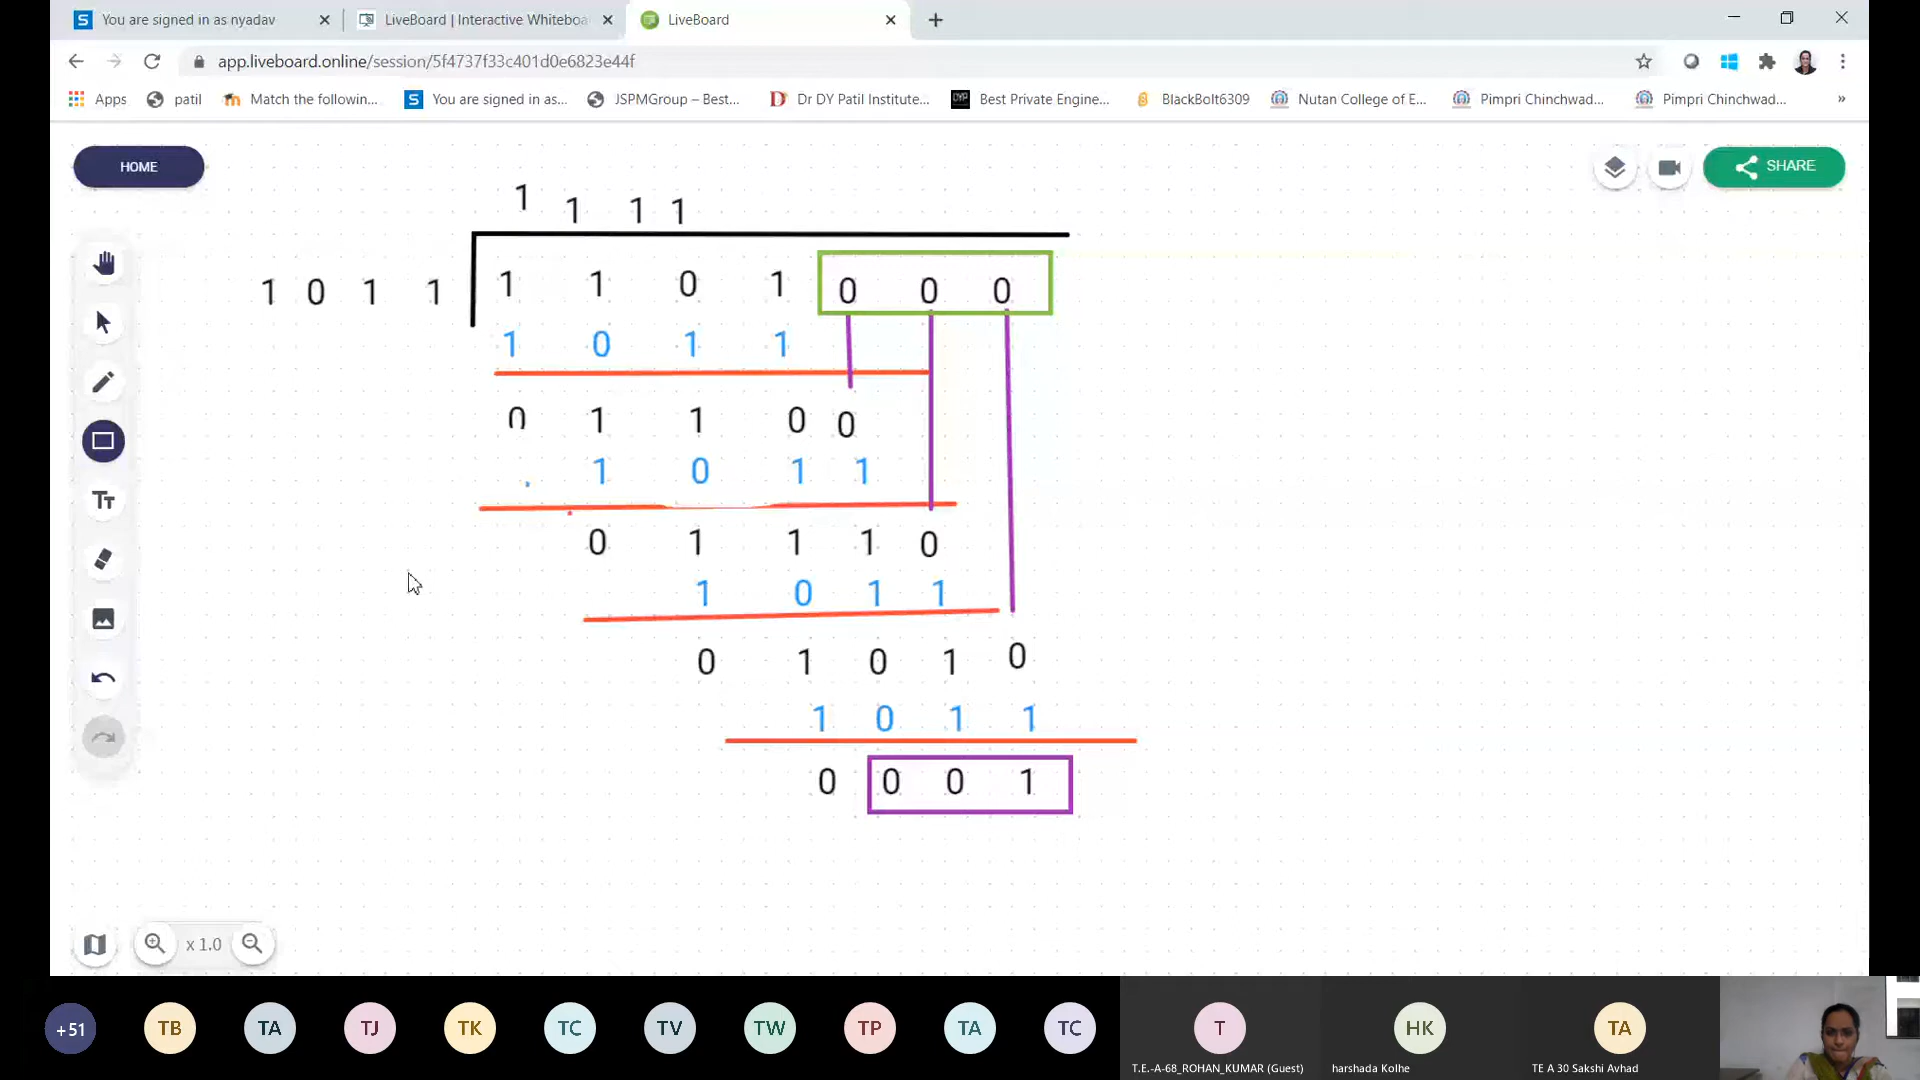 You are signed in as nyadav
LiveBoard | Interactive Whiteboa
LiveBoard
app.liveboard.online/session/5f4737f33c401d0e6823e44f
Apps patil Match the followin... You are signed in as... JSPMGroup – Best... Dr DY Patil Institute... Best Private Engine... BlackBolt6309 Nutan College of E... Pimpri Chinchwad... Pimpri Chinchwad... »
HOME
SHARE
1 1 1 1
1 0 1 1 1 1 0 1 0 0 0
1 0 1 1
0 1 1 0 0
1 0 1 1
0 1 1 1 0
1 0 1 1
0 1 0 1 0
1 0 1 1
0 0 0 1
Tт
x 1.0
+51 TB TA TJ TK TC TV TW TP TA TC T HK TA
T.E.-A-68_ROHAN_KUMAR (Guest) harshada Kolhe TE A 30 Sakshi Avhad